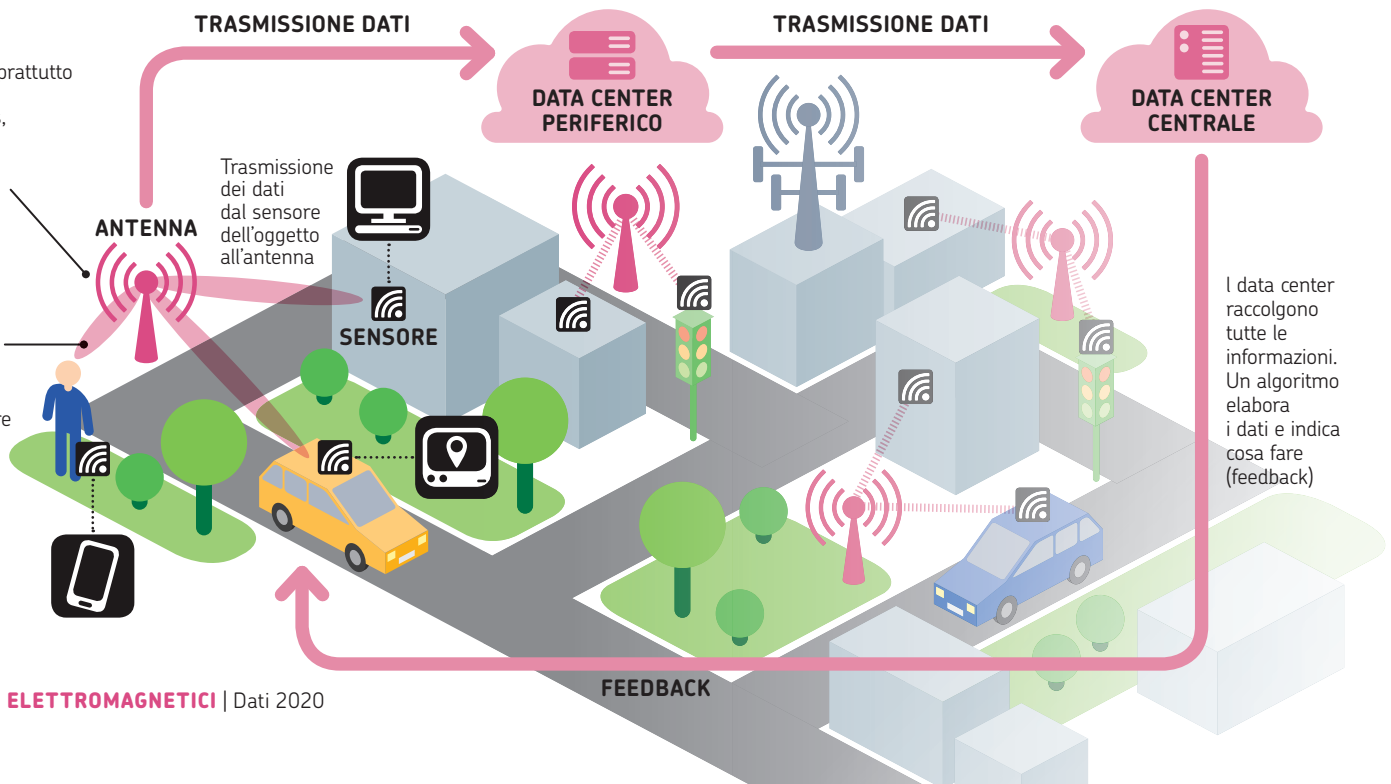 TRASMISSIONE DATI
TRASMISSIONE DATI
DATA CENTER
PERIFERICO
DATA CENTER
CENTRALE
Trasmissione
dei dati
dal sensore
dell'oggetto
all'antenna
ANTENNA
SENSORE
I data center
raccolgono
tutte le
informazioni.
Un algoritmo
elabora
i dati e indica
cosa fare
(feedback)
FEEDBACK
ELETTROMAGNETICI | Dati 2020